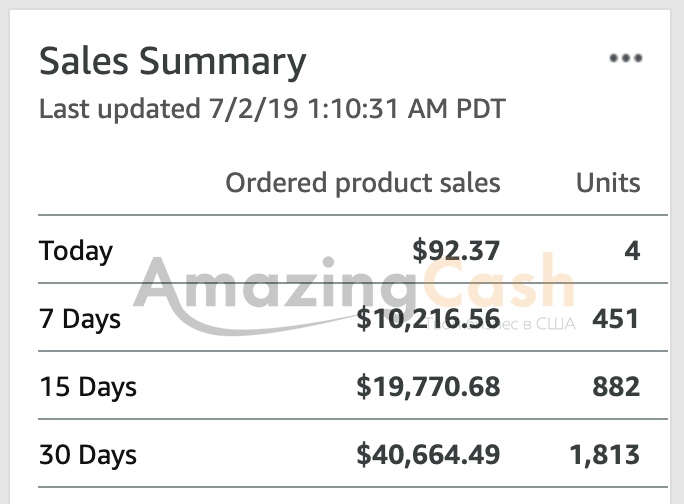 Sales Summary
Last updated 7/2/19 1:10:31 AM PDT
Ordered product sales Units
Today $92.37 4
AmazingCash
7 Days $10,216.56 451
в США
15 Days $19,770.68 882
30 Days $40,664.49 1,813